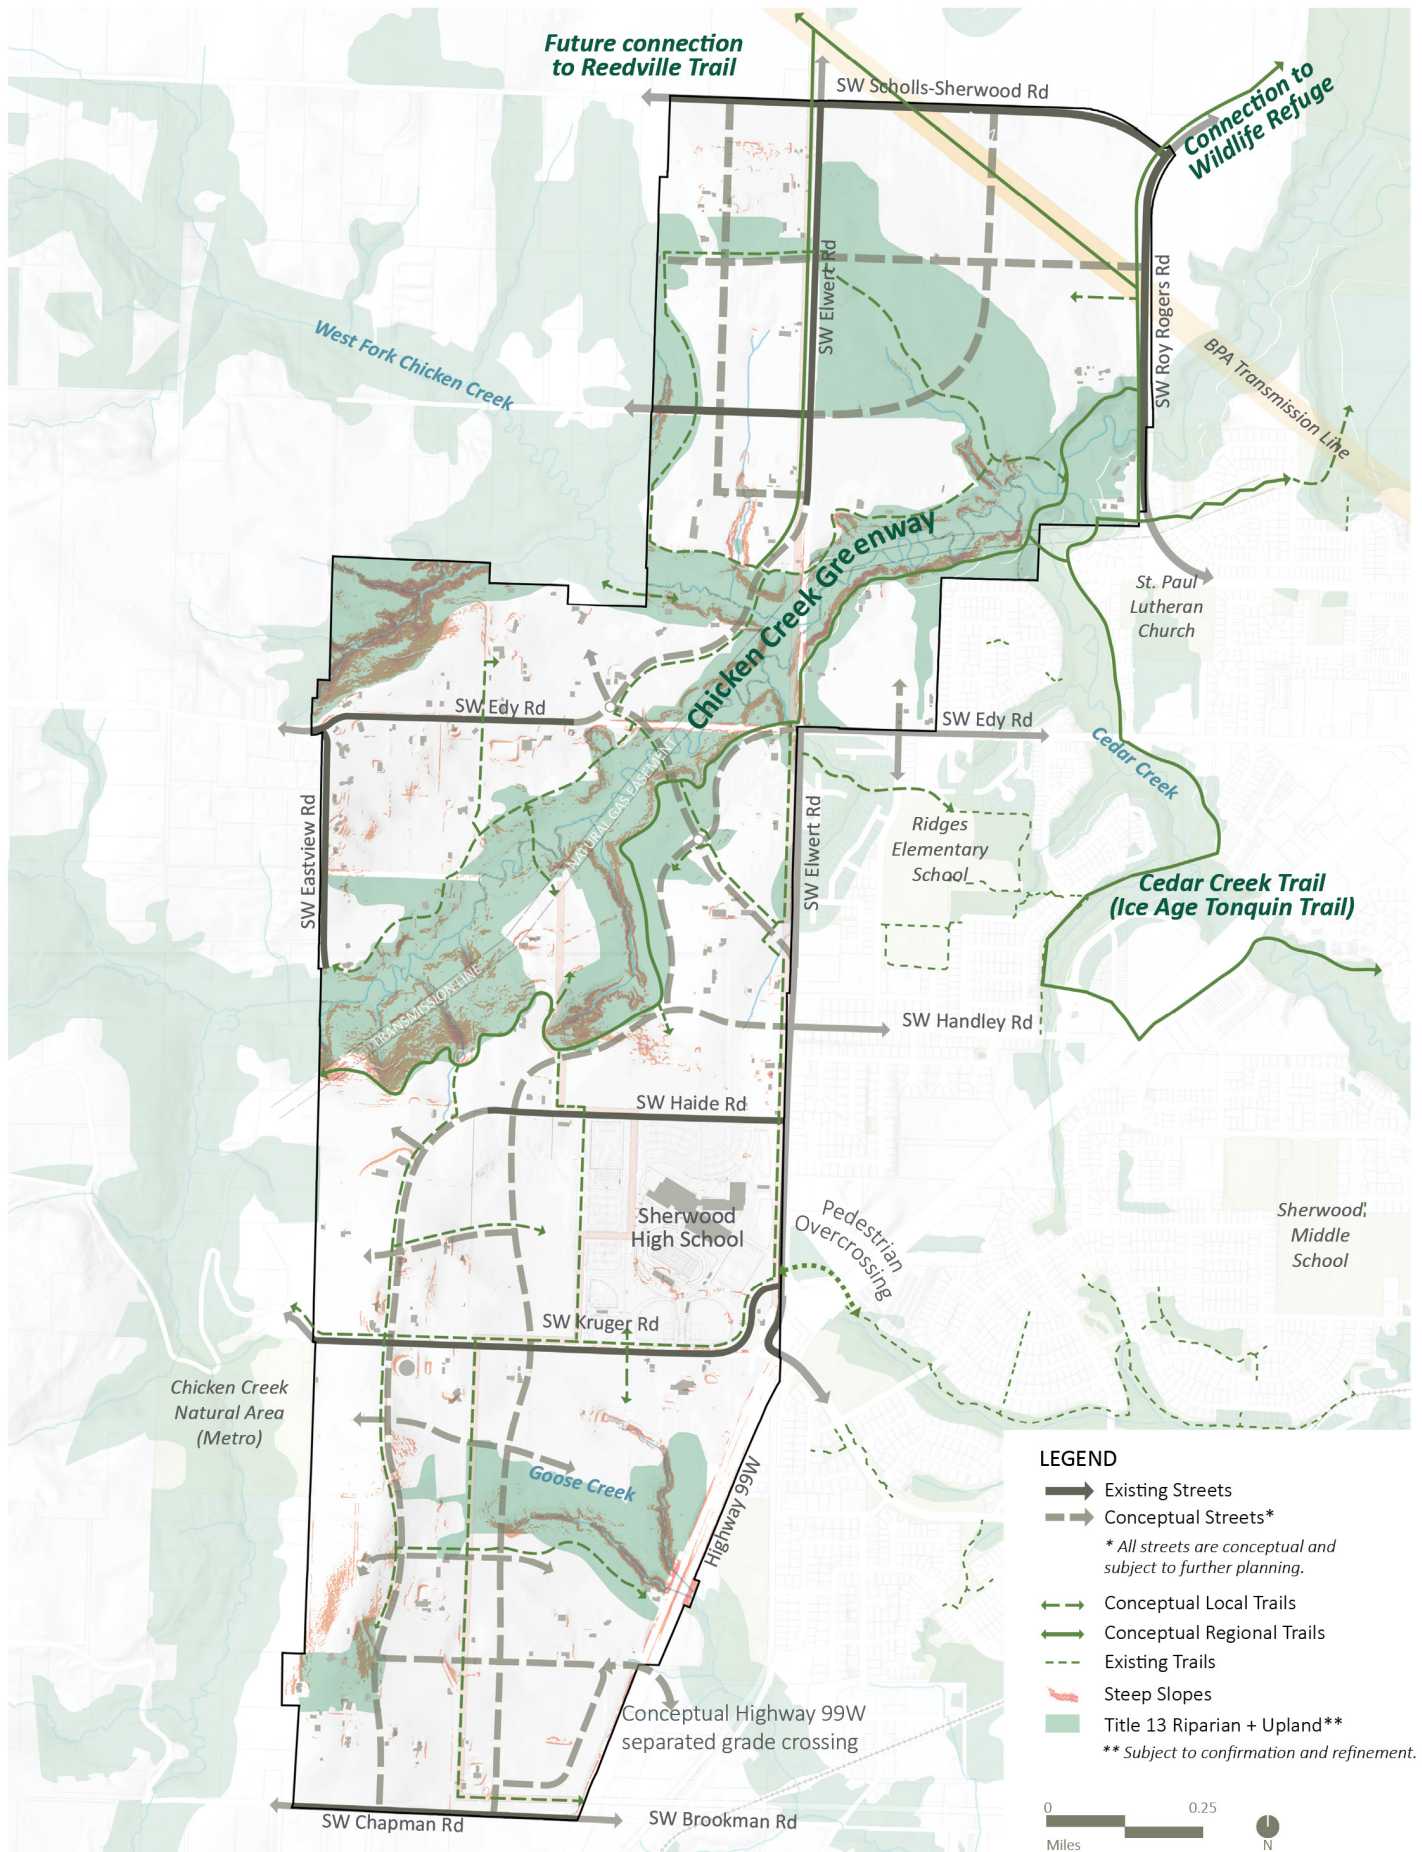 Future connection
to Reedville Trail
SW Scholls-Sherwood Rd
Connection to
Wildlife Refuge
SW Elwert Rd
SW Roy Rogers Rd
West Fork Chicken Creek
BPA Transmission Line
Chicken Creek Greenway
St. Paul
Lutheran
Church
SW Edy Rd
SW Edy Rd
Cedar Creek
NATURAL GAS EASEMENT
SW Eastview Rd
SW Elwert Rd
Ridges
Elementary
School
Cedar Creek Trail
(Ice Age Tonquin Trail)
TRANSMISSION LINE
SW Handley Rd
SW Haide Rd
Sherwood
High School
Pedestrian
Overcrossing
Sherwood
Middle
School
SW Kruger Rd
Chicken Creek
Natural Area
(Metro)
Goose Creek
Highway 99W
Conceptual Highway 99W
separated grade crossing
SW Chapman Rd
SW Brookman Rd
LEGEND
Existing Streets
Conceptual Streets*
* All streets are conceptual and
subject to further planning.
Conceptual Local Trails
Conceptual Regional Trails
Existing Trails
Steep Slopes
Title 13 Riparian + Upland**
** Subject to confirmation and refinement.
0 0.25
Miles
N